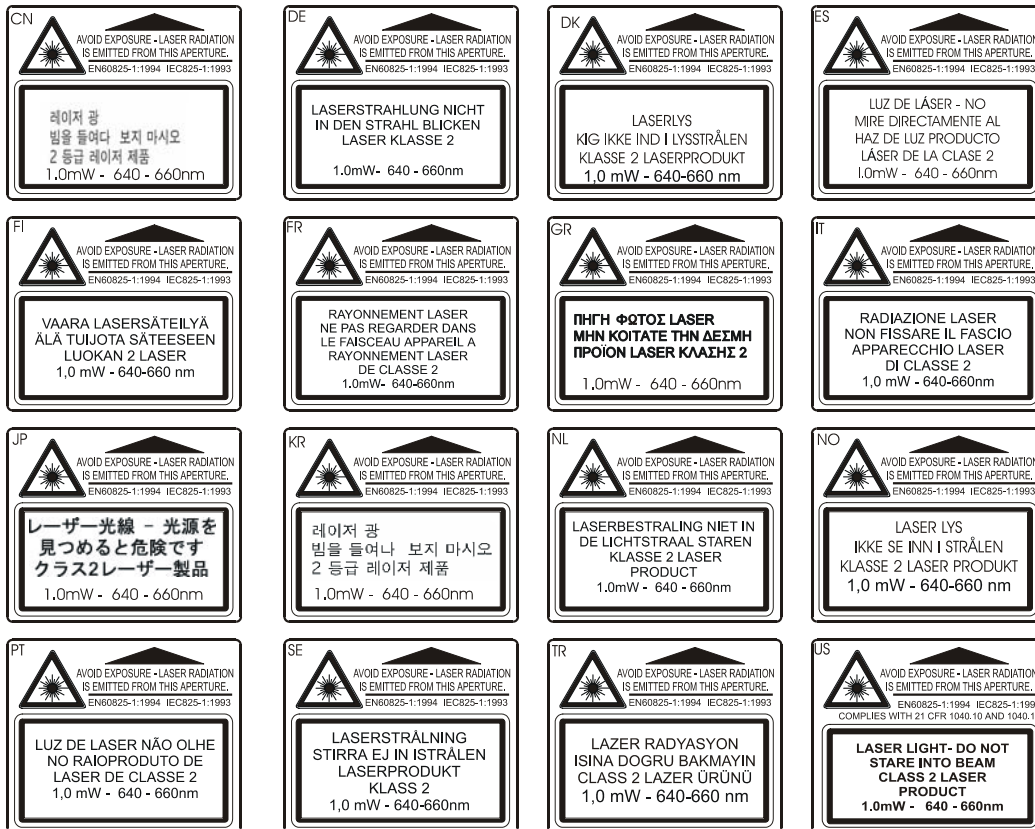 CN
AVOID EXPOSURE - LASER RADIATION
IS EMITTED FROM THIS APERTURE.
EN60825-1:1994 IEC825-1:1993
레이저 광
빔을 들여다 보지 마시오
2 등급 레이저 제품
1.0mW - 640 - 660nm
DE
AVOID EXPOSURE - LASER RADIATION
IS EMITTED FROM THIS APERTURE.
EN60825-1:1994 IEC825-1:1993
LASERSTRAHLUNG NICHT
IN DEN STRAHL BLICKEN
LASER KLASSE 2
1.0mW- 640 - 660nm
DK
AVOID EXPOSURE - LASER RADIATION
IS EMITTED FROM THIS APERTURE.
EN60825-1:1994 IEC825-1:1993
LASERLYS
KIG IKKE IND I LYSSTRÅLEN
KLASSE 2 LASERPRODUKT
1,0 mW - 640-660 nm
ES
AVOID EXPOSURE - LASER RADIATION
IS EMITTED FROM THIS APERTURE.
EN60825-1:1994 IEC825-1:1993
LUZ DE LÁSER - NO
MIRE DIRECTAMENTE AL
HAZ DE LUZ PRODUCTO
LÁSER DE LA CLASE 2
I.0mW - 640 - 660nm
FI
AVOID EXPOSURE - LASER RADIATION
IS EMITTED FROM THIS APERTURE.
EN60825-1:1994 IEC825-1:1993
VAARA LASERSÄTEILYÄ
ÄLÄ TUIJOTA SÄTEESEEN
LUOKAN 2 LASER
1,0 mW - 640-660 nm
FR
AVOID EXPOSURE - LASER RADIATION
IS EMITTED FROM THIS APERTURE.
EN60825-1:1994 IEC825-1:1993
RAYONNEMENT LASER
NE PAS REGARDER DANS
LE FAISCEAU APPAREIL A
RAYONNEMENT LASER
DE CLASSE 2
1.0mW- 640 - 660nm
GR
AVOID EXPOSURE - LASER RADIATION
IS EMITTED FROM THIS APERTURE.
EN60825-1:1994 IEC825-1:1993
ΠΗΓΗ ΦΩΤΟΣ LASER
ΜΗΝ ΚΟΙΤΑΤΕ ΤΗΝ ΔΕΣΜΗ
ΠΡΟΪΟΝ LASER ΚΛΑΣΗΣ 2
1.0mW - 640 - 660nm
IT
AVOID EXPOSURE - LASER RADIATION
IS EMITTED FROM THIS APERTURE.
EN60825-1:1994 IEC825-1:1993
RADIAZIONE LASER
NON FISSARE IL FASCIO
APPARECCHIO LASER
DI CLASSE 2
1,0 mW - 640-660 nm
JP
AVOID EXPOSURE - LASER RADIATION
IS EMITTED FROM THIS APERTURE.
EN60825-1:1994 IEC825-1:1993
レーザー光線 - 光源を
見つめると危険です
クラス2レーザー製品
1.0mW - 640 - 660nm
KR
AVOID EXPOSURE - LASER RADIATION
IS EMITTED FROM THIS APERTURE.
EN60825-1:1994 IEC825-1:1993
레이저 광
빔을 들여나 보지 마시오
2 등급 레이저 제품
1.0mW - 640 - 660nm
NL
AVOID EXPOSURE - LASER RADIATION
IS EMITTED FROM THIS APERTURE.
EN60825-1:1994 IEC825-1:1993
LASERBESTRALING NIET IN
DE LICHTSTRAAL STAREN
KLASSE 2 LASER
PRODUCT
1.0mW - 640 - 660nm
NO
AVOID EXPOSURE - LASER RADIATION
IS EMITTED FROM THIS APERTURE.
EN60825-1:1994 IEC825-1:1993
LASER LYS
IKKE SE INN I STRÅLEN
KLASSE 2 LASER PRODUKT
1,0 mW - 640-660 nm
PT
AVOID EXPOSURE - LASER RADIATION
IS EMITTED FROM THIS APERTURE.
EN60825-1:1994 IEC825-1:1993
LUZ DE LASER NÃO OLHE
NO RAIOPRODUTO DE
LASER DE CLASSE 2
1,0 mW - 640 - 660 nm
SE
AVOID EXPOSURE - LASER RADIATION
IS EMITTED FROM THIS APERTURE.
EN60825-1:1994 IEC825-1:1993
LASERSTRÅLNING
STIRRA EJ IN ISTRÅLEN
LASERPRODUKT
KLASS 2
1,0 mW - 640-660nm
TR
AVOID EXPOSURE - LASER RADIATION
IS EMITTED FROM THIS APERTURE.
EN60825-1:1994 IEC825-1:1993
LAZER RADYASYON
ISINA DOGRU BAKMAYIN
CLASS 2 LAZER ÜRÜNÜ
1,0 mW - 640-660 nm
US
AVOID EXPOSURE - LASER RADIATION
IS EMITTED FROM THIS APERTURE.
EN60825-1:1994
COMPLIES WITH 21 CFR 1040.10 AND
LASER LIGHT- DO NOT
STARE INTO BEAM
CLASS 2 LASER
PRODUCT
1.0mW - 640 - 660nm